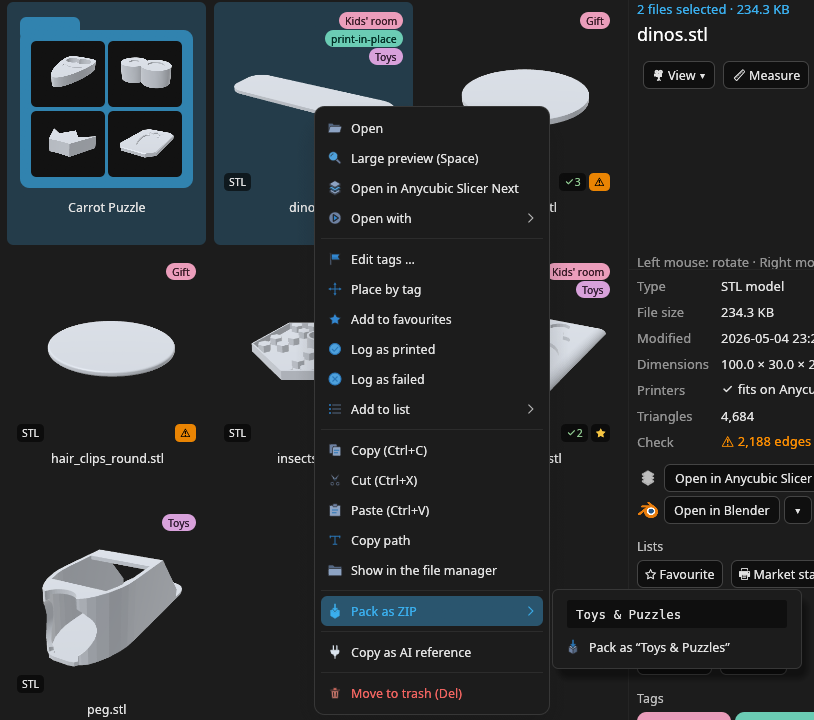 2 files selected · 234.3 KB
dinos.stl
View
Measure
Kids' room
print-in-place
Toys
Gift
STL
3
Carrot Puzzle
dino
tl
Open
Large preview (Space)
Open in Anycubic Slicer Next
Open with
Edit tags ...
Place by tag
Add to favourites
Log as printed
Log as failed
Add to list
Copy (Ctrl+C)
Cut (Ctrl+X)
Paste (Ctrl+V)
Copy path
Show in the file manager
Pack as ZIP
Copy as AI reference
Move to trash (Del)
Toys & Puzzles
Pack as “Toys & Puzzles”
Gift
Kids' room
Toys
STL
STL
2
hair_clips_round.stl
insects
stl
Toys
STL
peg.stl
Left mouse: rotate · Right mo
Type STL model
File size 234.3 KB
Modified 2026-05-04 23:2
Dimensions 100.0 × 30.0 × 2
Printers fits on Anycu
Triangles 4,684
Check 2,188 edges
Open in Anycubic Slicer
Open in Blender
Lists
Favourite
Market sta
Tags